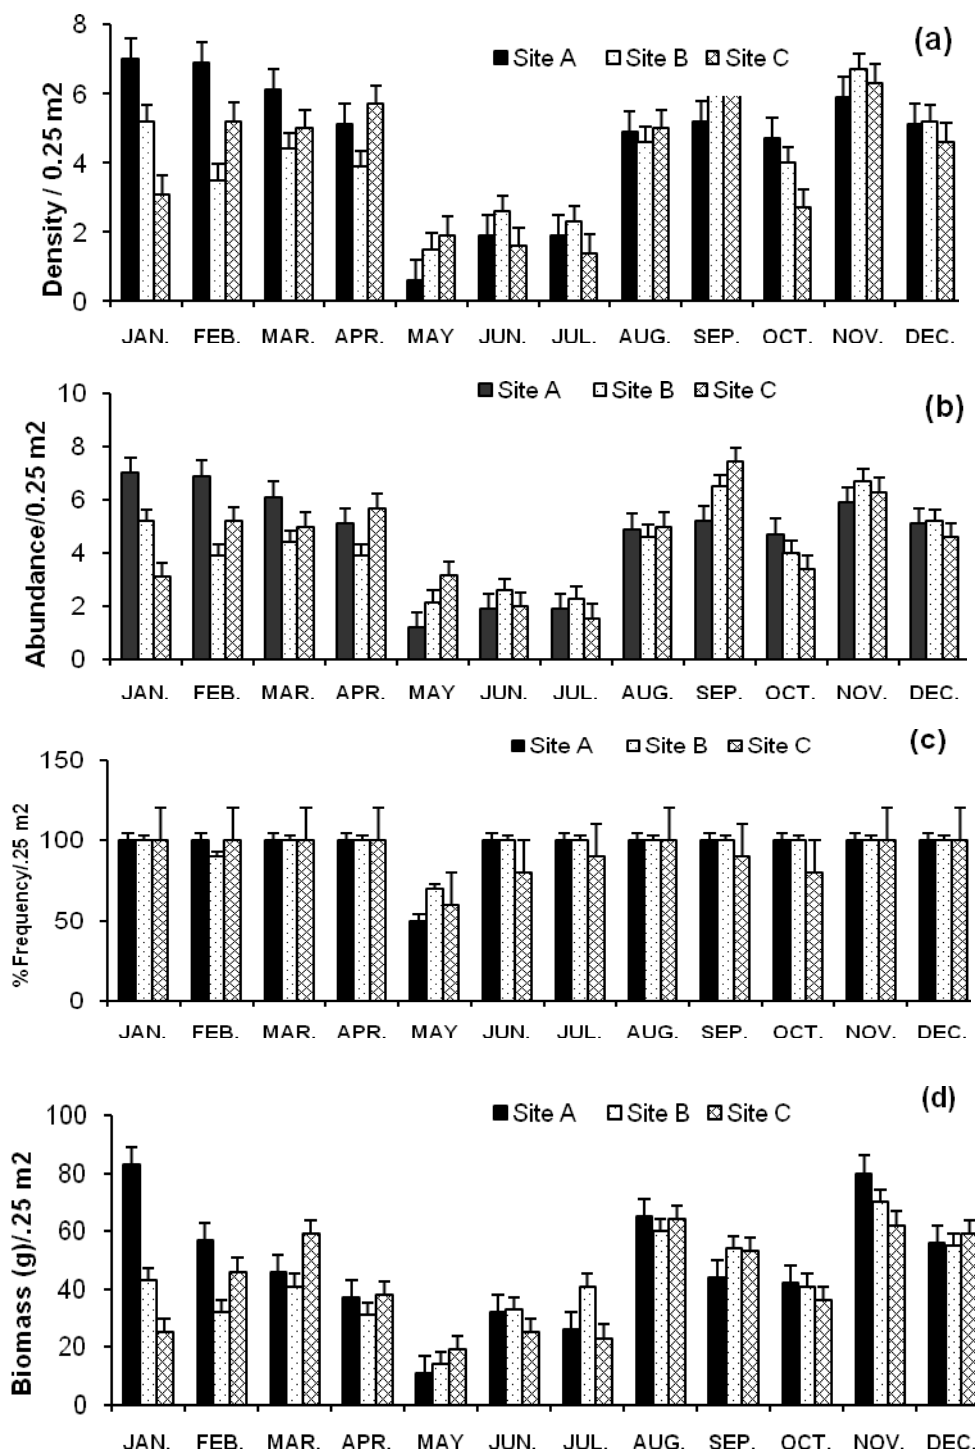 (a)
Density / 0.25 m2
8
Site A Site B Site C
6
4
2
0
JAN. FEB. MAR. APR. MAY JUN. JUL. AUG. SEP. OCT. NOV. DEC.
(b)
Abundance/0.25 m2
10
Site A Site B Site C
8
6
4
2
0
JAN. FEB. MAR. APR. MAY JUN. JUL. AUG. SEP. OCT. NOV. DEC.
(c)
%Frequency/.25 m2
Site A Site B Site C
150
100
50
0
JAN. FEB. MAR. APR. MAY JUN. JUL. AUG. SEP. OCT. NOV. DEC.
(d)
Biomass (g)/.25 m2
100
Site A Site B Site C
80
60
40
20
0
JAN. FEB. MAR. APR. MAY JUN. JUL. AUG. SEP. OCT. NOV. DEC.